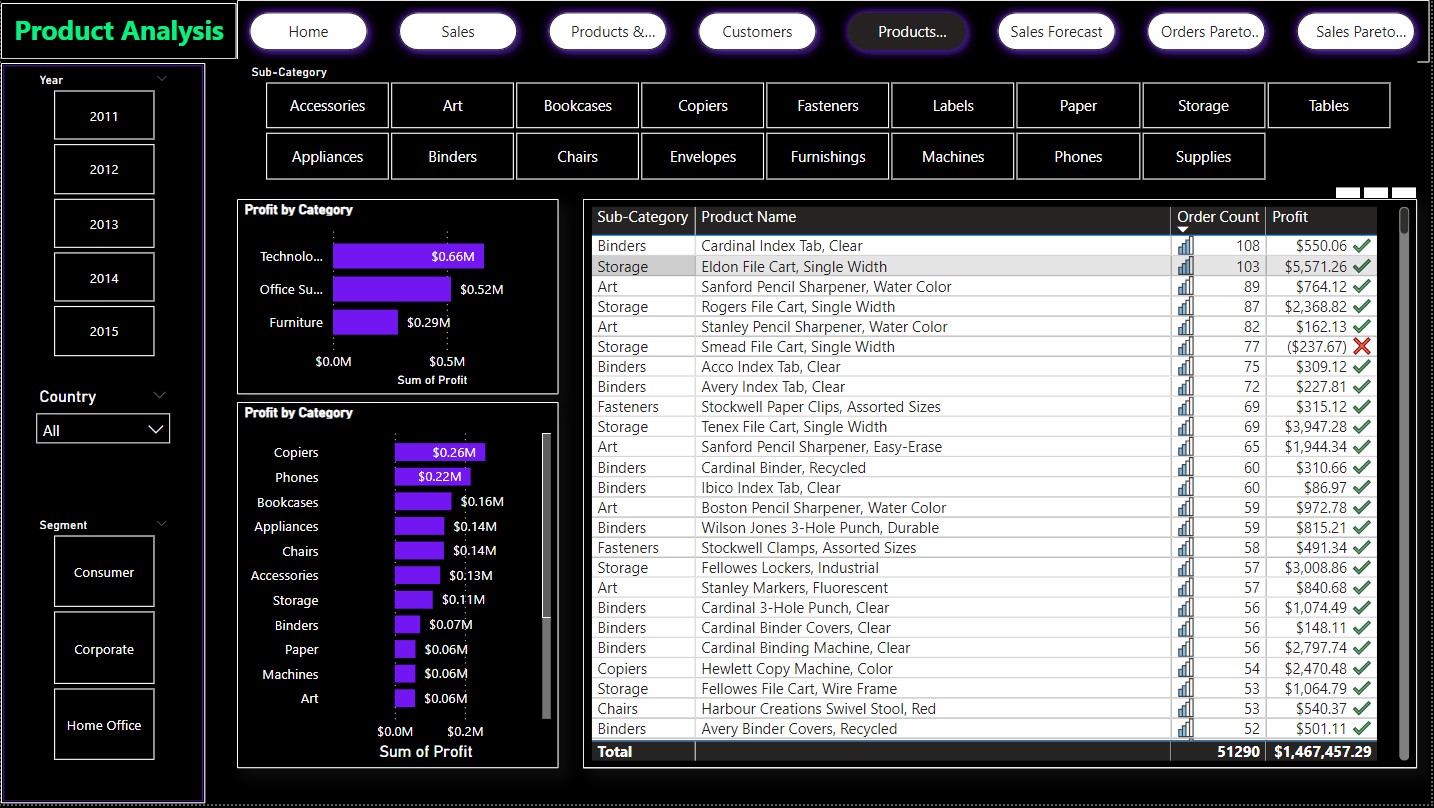 Product Analysis
Home Sales Products &... Customers Products... Sales Forecast Orders Pareto.. Sales Pareto...
Year
2011
2012
2013
2014
2015
Country
All
Segment
Consumer
Corporate
Home Office
Sub-Category
Accessories Art Bookcases Copiers Fasteners Labels Paper Storage Tables
Appliances Binders Chairs Envelopes Furnishings Machines Phones Supplies
Profit by Category
Technolo... $0.66M
Office Su... $0.52M
Furniture $0.29M
$0.0M $0.5M
Sum of Profit
Profit by Category
Copiers $0.26M
Phones $0.22M
Bookcases $0.16M
Appliances $0.14M
Chairs $0.14M
Accessories $0.13M
Storage $0.11M
Binders $0.07M
Paper $0.06M
Machines $0.06M
Art $0.06M
$0.0M $0.2M
Sum of Profit
Sub-Category Product Name Order Count Profit
Binders Cardinal Index Tab, Clear 108 $550.06
Storage Eldon File Cart, Single Width 103 $5,571.26
Art Sanford Pencil Sharpener, Water Color 89 $764.12
Storage Rogers File Cart, Single Width 87 $2,368.82
Art Stanley Pencil Sharpener, Water Color 82 $162.13
Storage Smead File Cart, Single Width 77 ($237.67)
Binders Acco Index Tab, Clear 75 $309.12
Binders Avery Index Tab, Clear 72 $227.81
Fasteners Stockwell Paper Clips, Assorted Sizes 69 $315.12
Storage Tenex File Cart, Single Width 69 $3,947.28
Art Sanford Pencil Sharpener, Easy-Erase 65 $1,944.34
Binders Cardinal Binder, Recycled 60 $310.66
Binders Ibico Index Tab, Clear 60 $86.97
Art Boston Pencil Sharpener, Water Color 59 $972.78
Binders Wilson Jones 3-Hole Punch, Durable 59 $815.21
Fasteners Stockwell Clamps, Assorted Sizes 58 $491.34
Storage Fellowes Lockers, Industrial 57 $3,008.86
Art Stanley Markers, Fluorescent 57 $840.68
Binders Cardinal 3-Hole Punch, Clear 56 $1,074.49
Binders Cardinal Binder Covers, Clear 56 $148.11
Binders Cardinal Binding Machine, Clear 56 $2,797.74
Copiers Hewlett Copy Machine, Color 54 $2,470.48
Storage Fellowes File Cart, Wire Frame 53 $1,064.79
Chairs Harbour Creations Swivel Stool, Red 53 $540.37
Binders Avery Binder Covers, Recycled 52 $501.11
Total 51290 $1,467,457.29